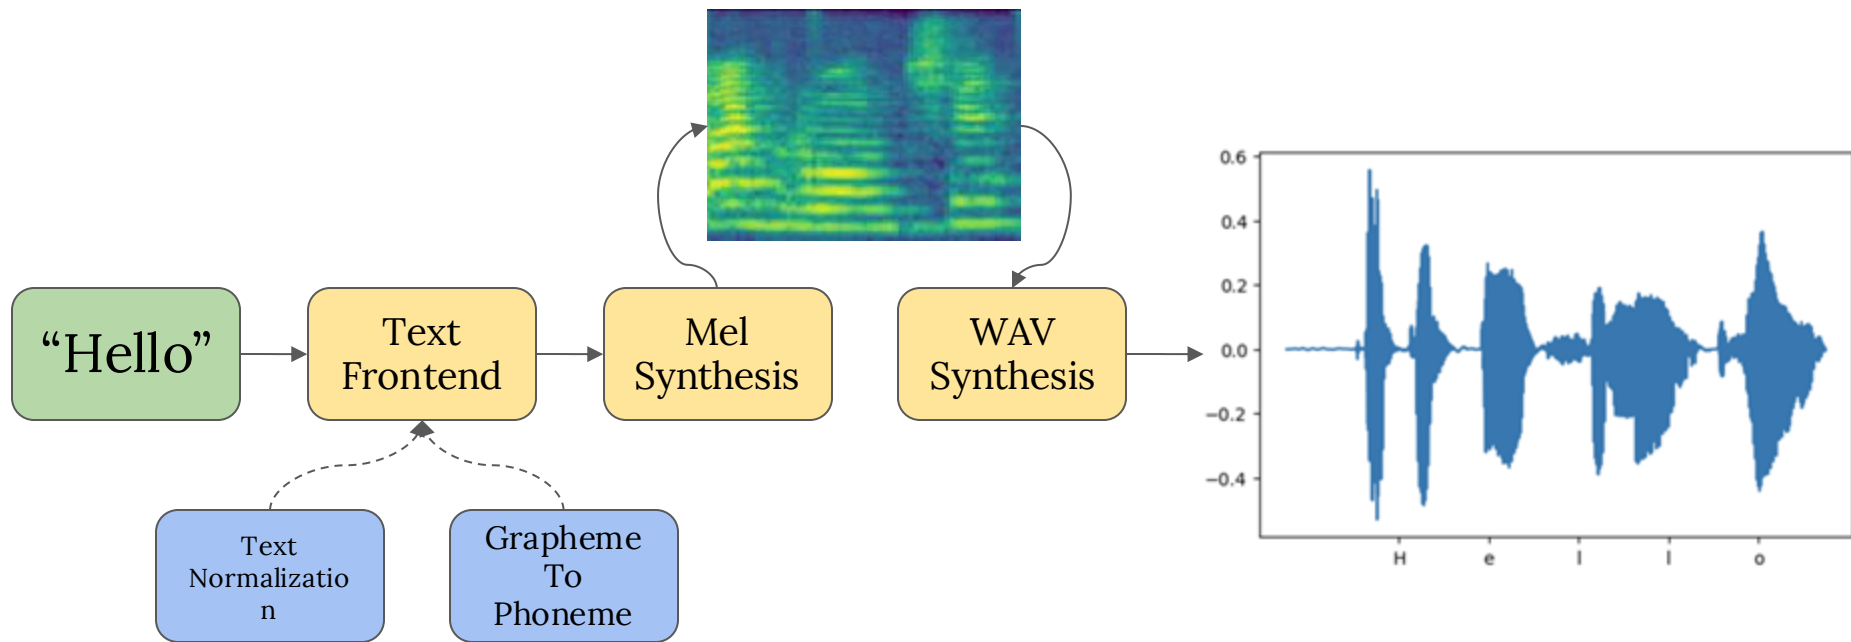 “Hello”
Text
Frontend
Mel
Synthesis
WAV
Synthesis
Text
Normalizatio
n
Grapheme
To
Phoneme
0.6
0.4
0.2
0.0
−0.2
−0.4
H e l l o